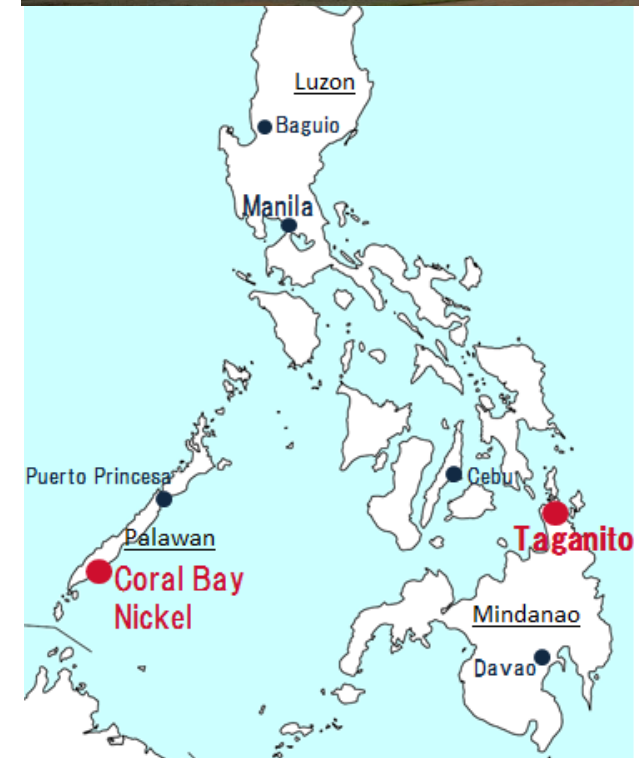 Luzon
Baguio
Manila
Puerto Princesa
Cebu
Palawan
Taganito
Coral Bay
Nickel
Mindanao
Davao